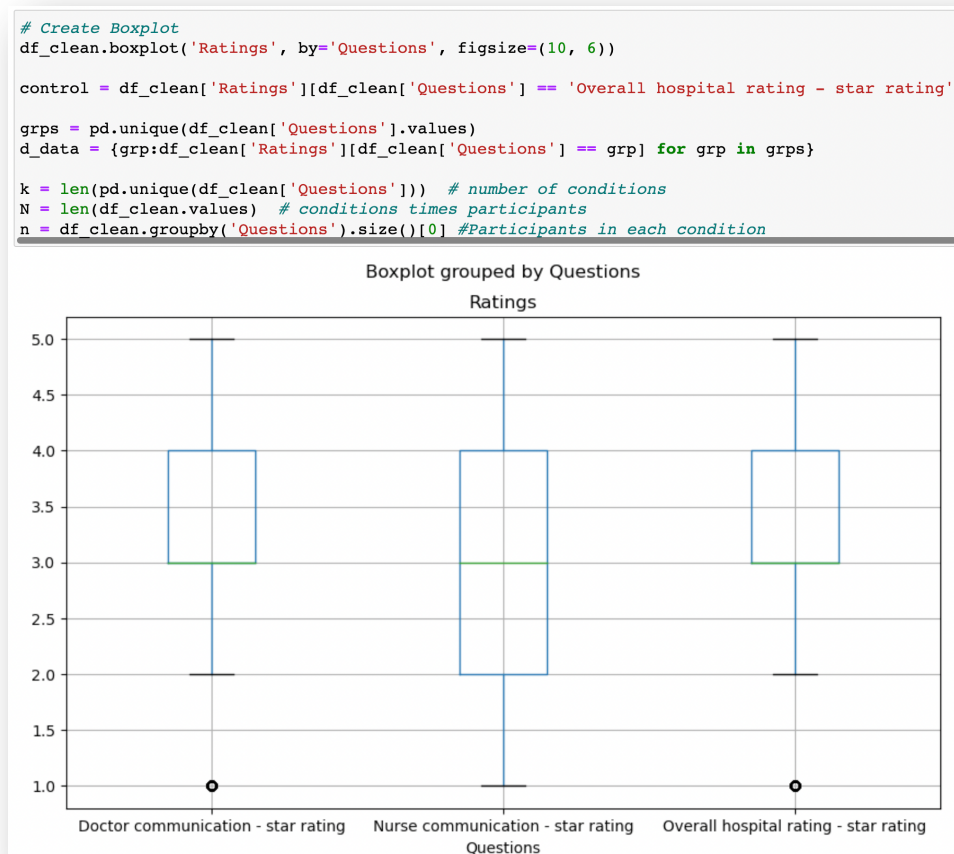 # Create Boxplot
df_clean.boxplot('Ratings', by='Questions', figsize=(10, 6))
control = df_clean['Ratings'][df_clean['Questions'] == 'Overall hospital rating - star rating'
grps = pd.unique(df_clean['Questions'].values)
d_data = {grp:df_clean['Ratings'][df_clean['Questions'] == grp] for grp in grps}
k = len(pd.unique(df_clean['Questions']))  # number of conditions
N = len(df_clean.values)  # conditions times participants
n = df_clean.groupby('Questions').size()[0] #Participants in each condition
Boxplot grouped by Questions
Ratings
5.0
4.5
4.0
3.5
3.0
2.5
2.0
1.5
1.0
Doctor communication - star rating Nurse communication - star rating Overall hospital rating - star rating
Questions